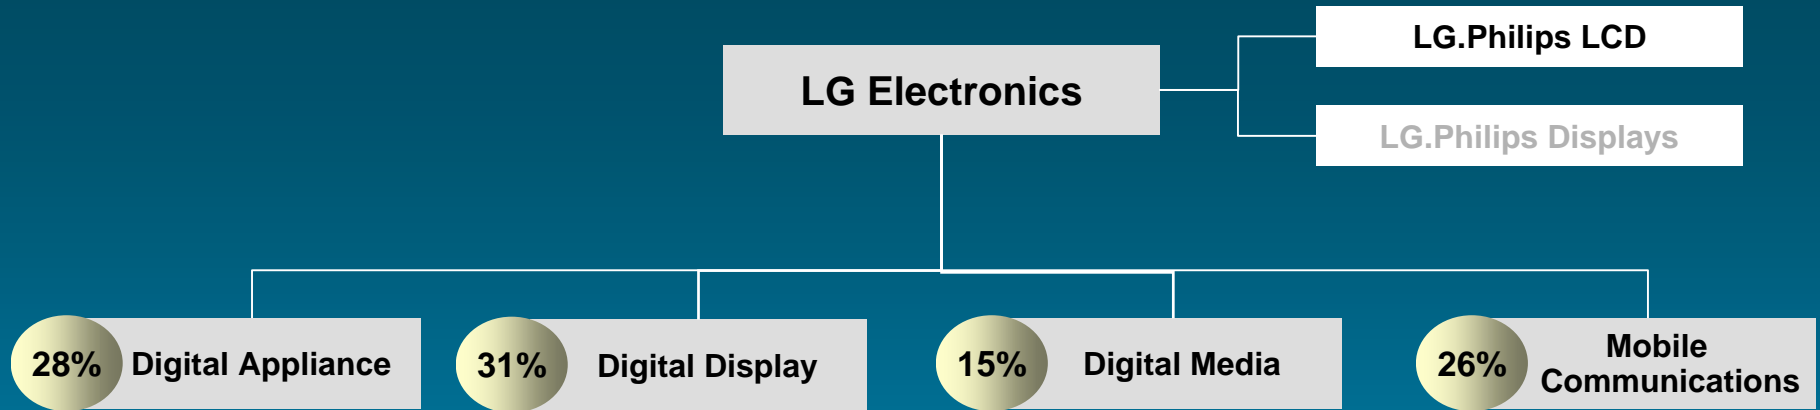 LG.Philips LCD
LG Electronics
LG.Philips Displays
28% Digital Appliance
31% Digital Display
15% Digital Media
26% Mobile
Communications